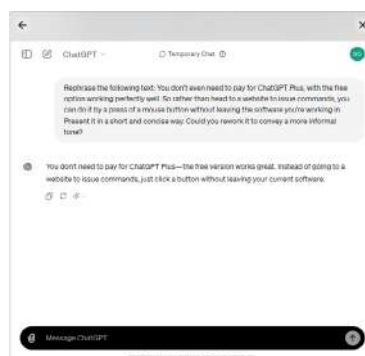 ChatGPT
Temporary Chat
Rephrase the following text: You don't even need to pay for ChatGPT Plus, with the free
option working perfectly well. So rather than head to a website to issue commands, you
can do it by a press of a mouse button without leaving the software you're working in
Present it in a short and concise way. Could you rework it to convey a more informal
tone?
You don't need to pay for ChatGPT Plus—the free version works great. Instead of going to a
website to issue commands, just click a button without leaving your current software.
Message ChatGPT